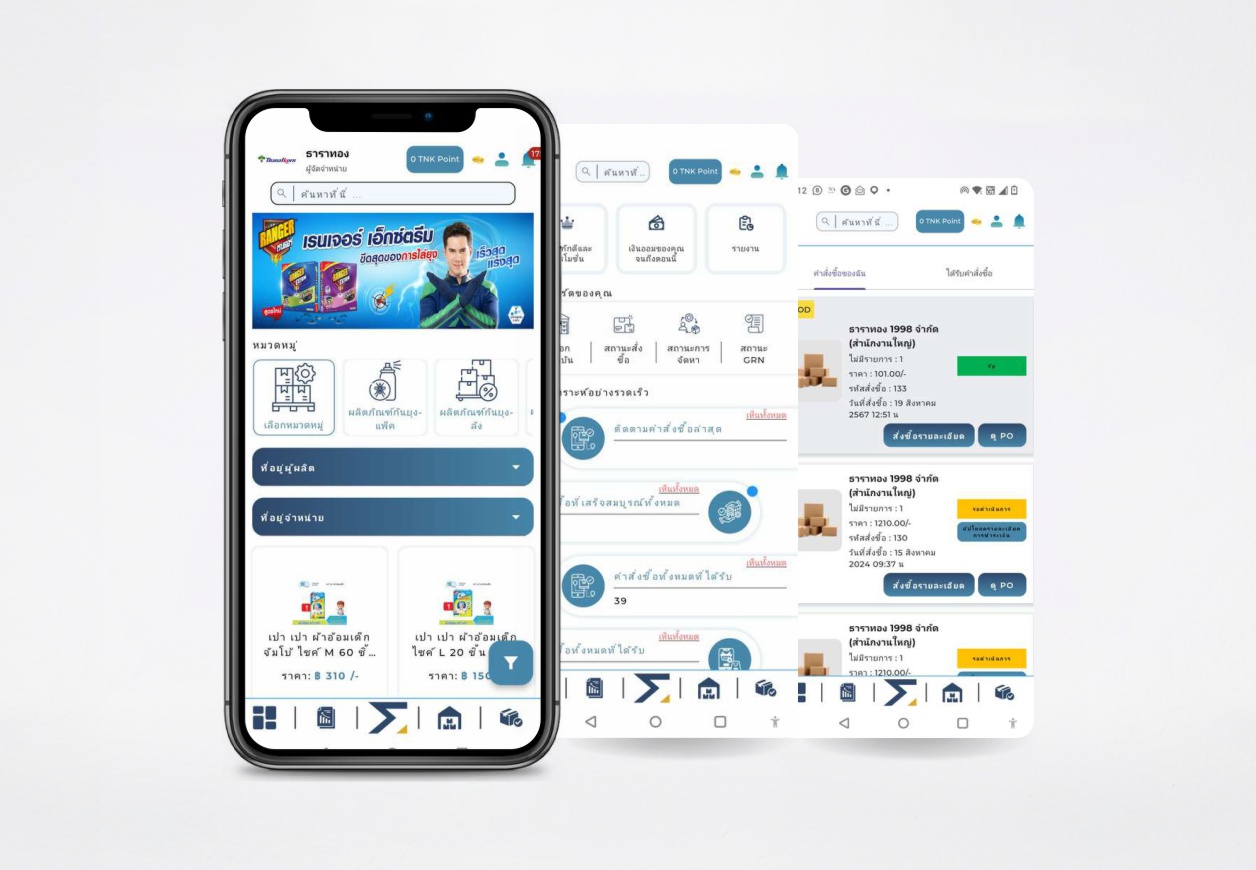 ThanaKorn
ธาราทอง
ผู้จัดจำหน่าย
0 TNK Point
ค้นหาที่นี่ ...
RANGER
เรนเจอร์ เอ็กซ์ตรีม
ขีดสุดของการไล่ยุง
เร็วสุด
แรงสุด
สูตรใหม่
หมวดหมู่
เลือกหมวดหมู่
ผลิตภัณฑ์กันยุง-
แพ็ค
ผลิตภัณฑ์กันยุง-
ลัง
ที่อยู่ผู้ผลิต
ที่อยู่จำหน่าย
เปา เปา ผ้าอ้อมเด็ก
จัมโบ้ ไซค์ M 60 ชิ้...
ราคา: ฿ 310 /-
เปา เปา ผ้าอ้อมเด็ก
ไซค์ L 20 ชิ้น
ราคา: ฿ 150
ค้นหาที่ ...
0 TNK Point
เงินออมของคุณ
จนถึงตอนนี้
รายงาน
ร์ดของคุณ
สถานะสั่ง
ซื้อ
สถานะการ
จัดหา
สถานะ
GRN
คราะห์อย่างรวดเร็ว
เห็นทั้งหมด
ติดตามคำสั่งซื้อล่าสุด
เห็นทั้งหมด
ซื้อที่เสร็จสมบูรณ์ทั้งหมด
เห็นทั้งหมด
คำสั่งซื้อทั้งหมดที่ได้รับ
39
เห็นทั้งหมด
ซื้อทั้งหมดที่ได้รับ
12
ค้นหาที่นี่ ...
0 TNK Point
คำสั่งซื้อของฉัน
ได้รับคำสั่งซื้อ
OD
ธาราทอง 1998 จำกัด
(สำนักงานใหญ่)
ไม่มีรายการ : 1
ราคา : 101.00/-
รหัสสั่งซื้อ : 133
วันที่สั่งซื้อ : 19 สิงหาคม
2567 12:51 น
สั่งซื้อรายละเอียด
ดู PO
ธาราทอง 1998 จำกัด
(สำนักงานใหญ่)
ไม่มีรายการ : 1
ราคา : 1210.00/-
รหัสสั่งซื้อ : 130
วันที่สั่งซื้อ : 15 สิงหาคม
2024 09:37 น
รอดำเนินการ
อัปโหลดรายละเอียด
การชำระเงิน
สั่งซื้อรายละเอียด
ดู PO
ธาราทอง 1998 จำกัด
(สำนักงานใหญ่)
ไม่มีรายการ : 1
ราคา : 1210.00/-
รอดำเนินการ